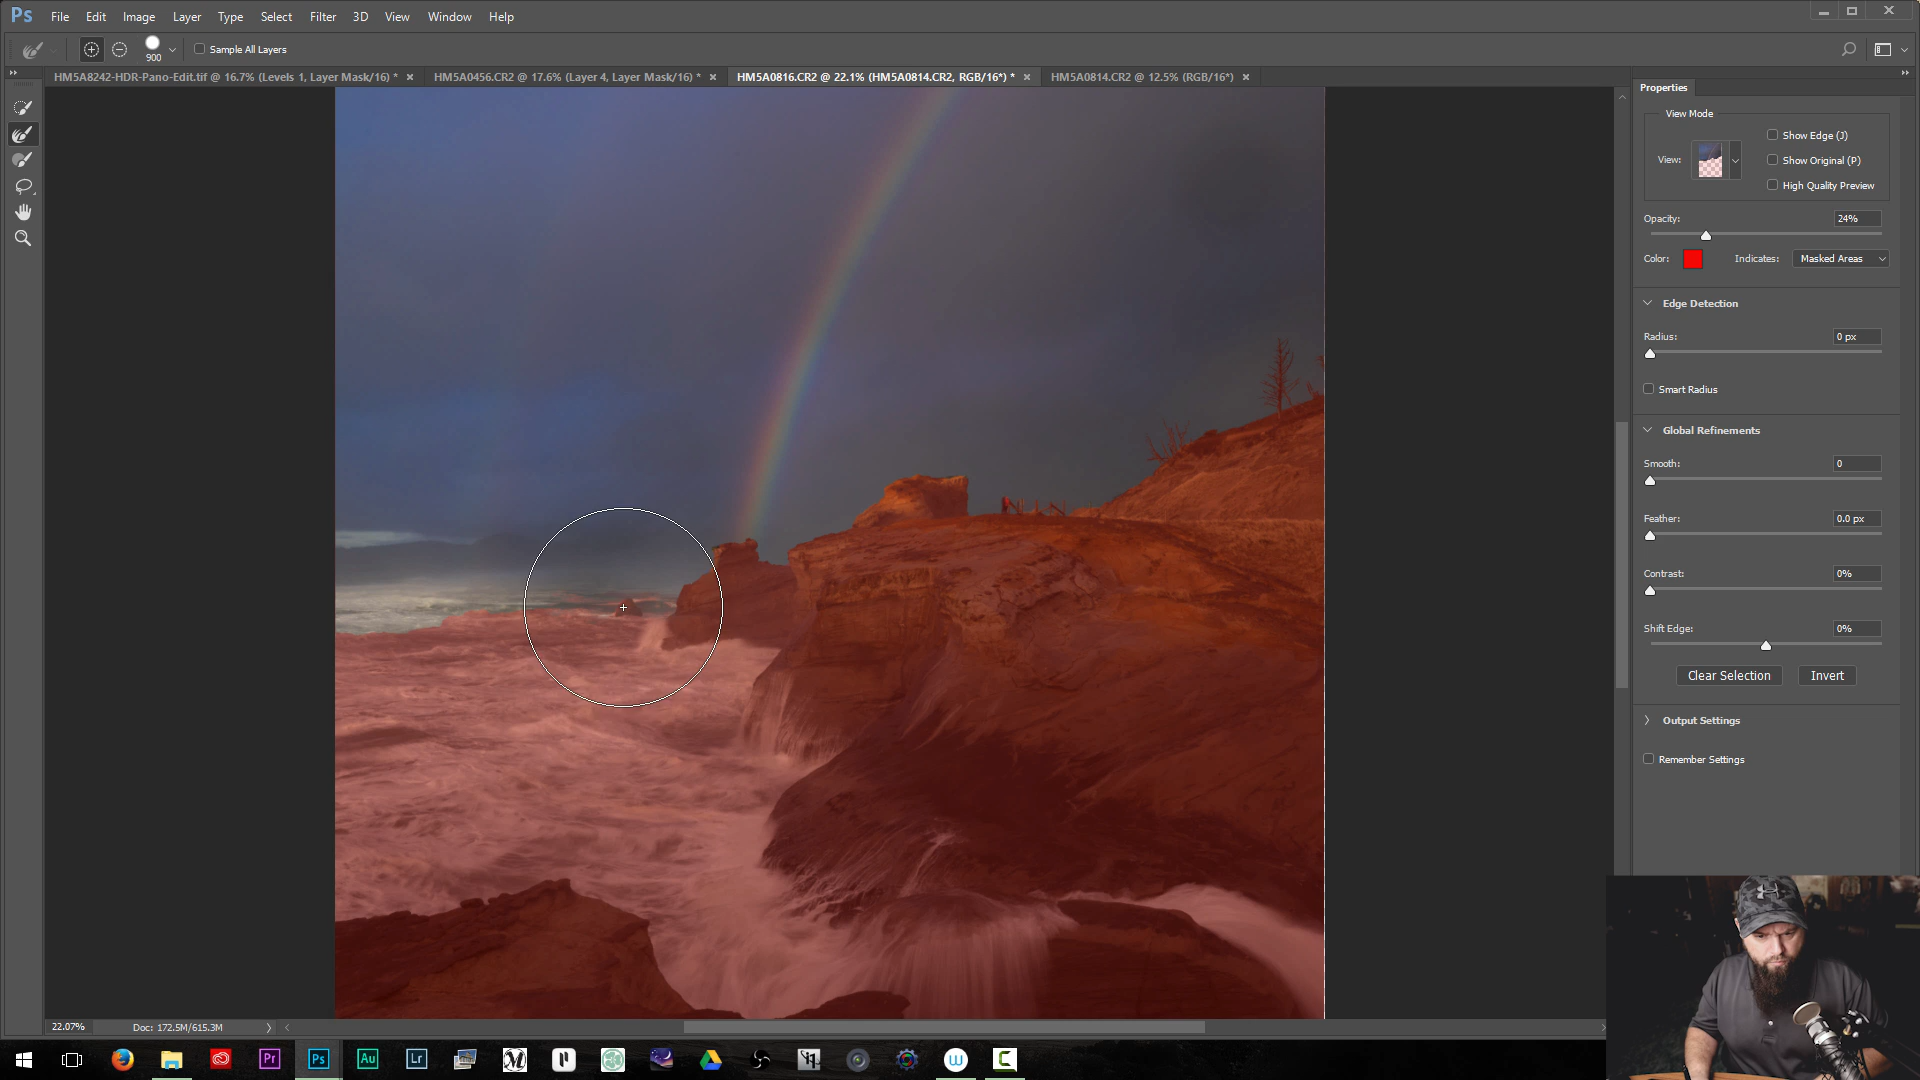 Ps File Edit Image Layer Type Select Filter 3D View Window Help
900 Sample All Layers
HM5A8242-HDR-Pano-Edit.tif @ 16.7% (Levels 1, Layer Mask/16) * × HM5A0456.CR2 @ 17.6% (Layer 4, Layer Mask/16) * × HM5A0816.CR2 @ 22.1% (HM5A0814.CR2, RGB/16*) * × HM5A0814.CR2 @ 12.5% (RGB/16*) ×
Properties
View Mode
Show Edge (J)
View:
Show Original (P)
High Quality Preview
Opacity: 24%
Color: Indicates: Masked Areas
Edge Detection
Radius: 0 px
Smart Radius
Global Refinements
Smooth: 0
Feather: 0.0 px
Contrast: 0%
Shift Edge: 0%
Clear Selection Invert
Output Settings
Remember Settings
22.07% Doc: 172.5M/615.3M
Pr Ps Au Lr